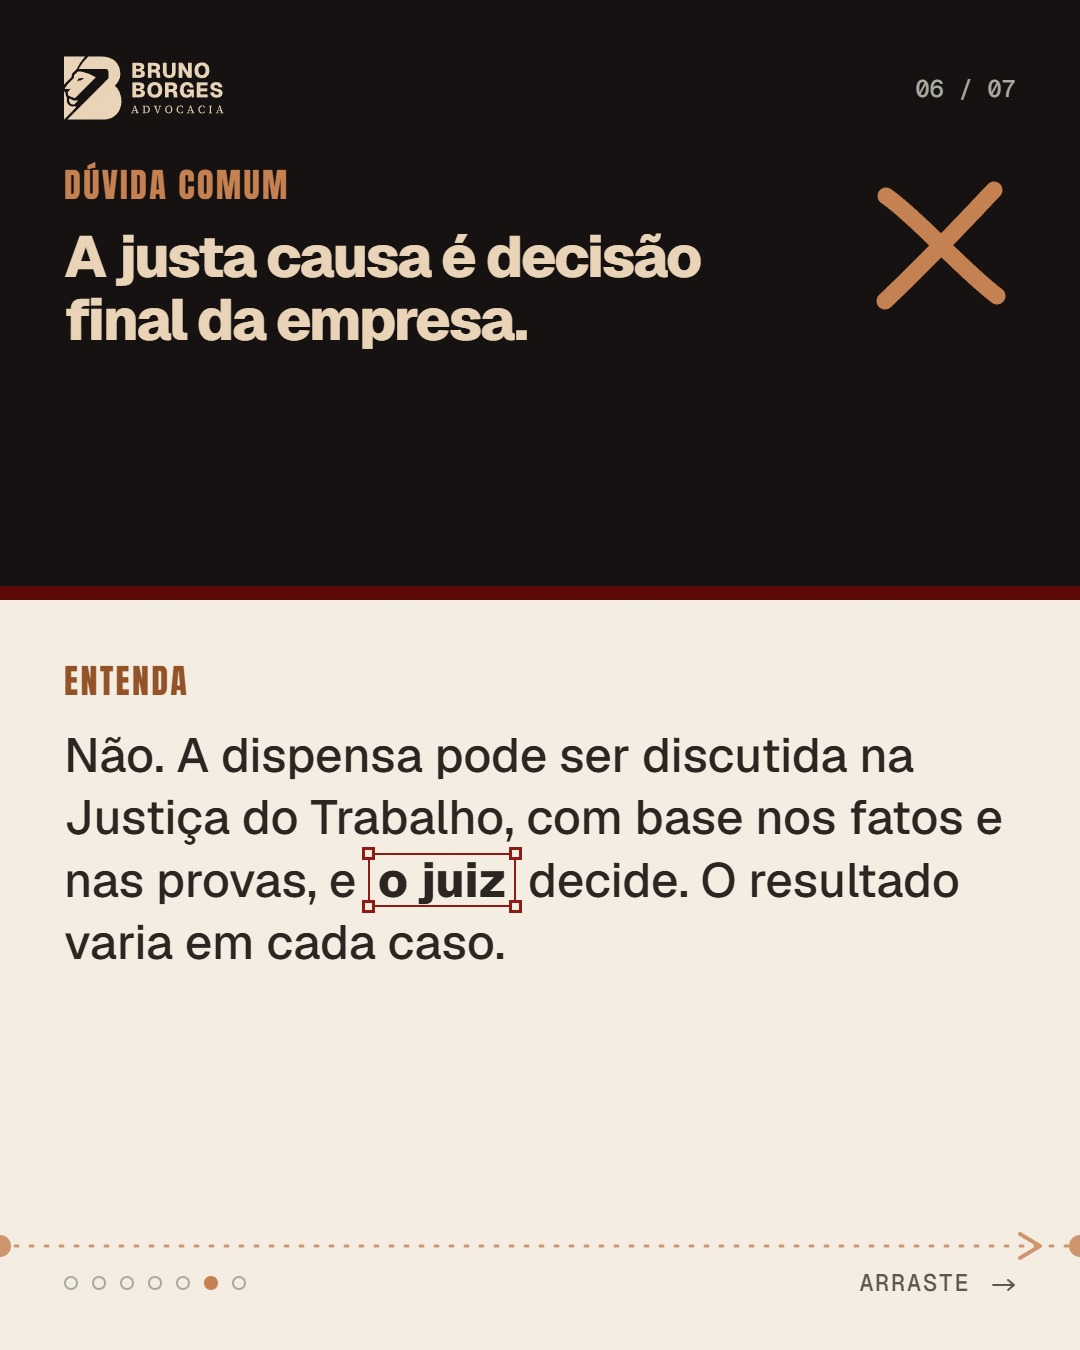 BRUNO
BORGES
ADVOCACIA
06 / 07
DÚVIDA COMUM
A justa causa é decisão
final da empresa.
ENTENDA
Não. A dispensa pode ser discutida na
Justiça do Trabalho, com base nos fatos e
nas provas, e o juiz decide. O resultado
varia em cada caso.
ARRASTE →